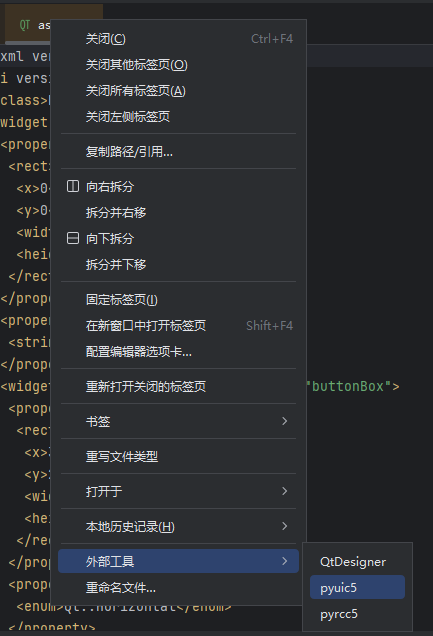 QT as
关闭(C) Ctrl+F4
关闭其他标签页(O)
关闭所有标签页(A)
关闭左侧标签页
复制路径/引用...
向右拆分
拆分并右移
向下拆分
拆分并下移
固定标签页(I)
在新窗口中打开标签页 Shift+F4
配置编辑器选项卡...
重新打开关闭的标签页
书签
重写文件类型
打开于
本地历史记录(H)
外部工具
重命名文件...
QtDesigner
pyuic5
pyrcc5
xml ver
i versi
class>
widget
<proper
<rect>
<x>0<
<y>0<
<widt
<heig
</rect
</prope
<proper
<string
</prope
<widget "buttonBox">
<prope
<rect
<x>
<y>
<wid
<hei
</rec
</prop
<prope
<enum>Qt::Horizontal</enum>
</property>